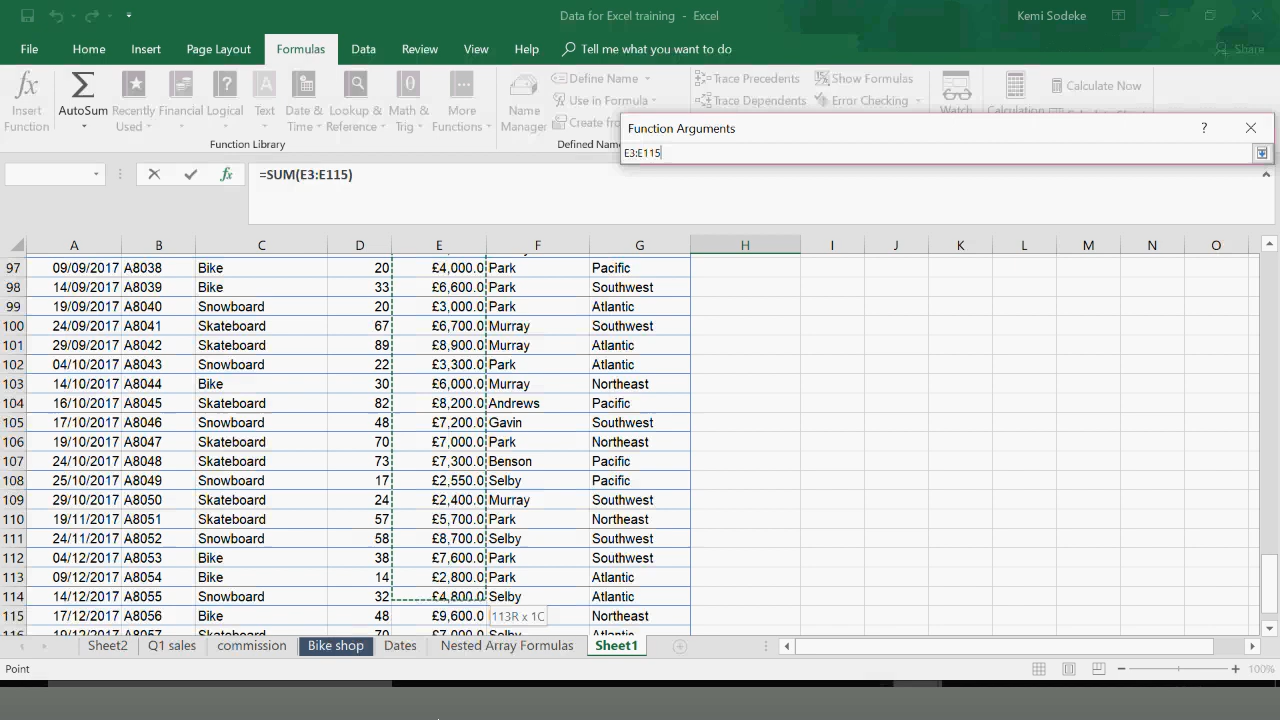 Data for Excel training - Excel
Kemi Sodeke
File Home Insert Page Layout Formulas Data Review View Help Tell me what you want to do Share
Insert Function
AutoSum
Recently Used
Financial
Logical
Text
Date & Time
Lookup & Reference
Math & Trig
More Functions
Function Library
Name Manager
Define Name
Use in Formula
Create fro
Defined Name
Trace Precedents
Trace Dependents
Show Formulas
Error Checking
Watch
Calculation
Calculate Now
Function Arguments
? 
E3:E115
=SUM(E3:E115)
A B C D E F G H I J K L M N O
97 09/09/2017 A8038 Bike 20 £4,000.0 Park Pacific
98 14/09/2017 A8039 Bike 33 £6,600.0 Park Southwest
99 19/09/2017 A8040 Snowboard 20 £3,000.0 Park Atlantic
100 24/09/2017 A8041 Skateboard 67 £6,700.0 Murray Southwest
101 29/09/2017 A8042 Skateboard 89 £8,900.0 Murray Atlantic
102 04/10/2017 A8043 Snowboard 22 £3,300.0 Park Atlantic
103 14/10/2017 A8044 Bike 30 £6,000.0 Murray Northeast
104 16/10/2017 A8045 Skateboard 82 £8,200.0 Andrews Pacific
105 17/10/2017 A8046 Snowboard 48 £7,200.0 Gavin Southwest
106 19/10/2017 A8047 Skateboard 70 £7,000.0 Park Northeast
107 24/10/2017 A8048 Skateboard 73 £7,300.0 Benson Pacific
108 25/10/2017 A8049 Snowboard 17 £2,550.0 Selby Pacific
109 29/10/2017 A8050 Skateboard 24 £2,400.0 Murray Southwest
110 19/11/2017 A8051 Skateboard 57 £5,700.0 Park Northeast
111 24/11/2017 A8052 Snowboard 58 £8,700.0 Selby Southwest
112 04/12/2017 A8053 Bike 38 £7,600.0 Park Southwest
113 09/12/2017 A8054 Bike 14 £2,800.0 Park Atlantic
114 14/12/2017 A8055 Snowboard 32 £4,800.0 Selby Atlantic
115 17/12/2017 A8056 Bike 48 £9,600.0 113R x 1C Northeast
116 19/12/2017 A8057 Skateboard 70 £7,000.0 Selby Atlantic
Sheet2 Q1 sales commission Bike shop Dates Nested Array Formulas Sheet1
Point
100%